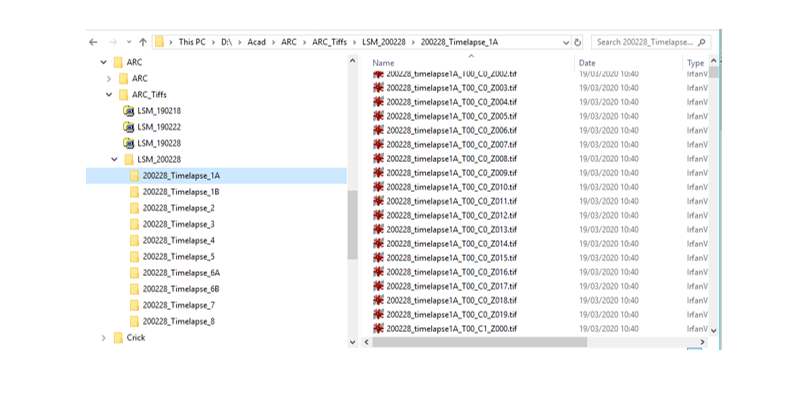 This PC > D:\ > Acad > ARC > ARC_Tiffs > LSM_200228 > 200228_Timelapse_1A
Search 200228_Timelapse...
ARC
ARC
ARC_Tiffs
LSM_190218
LSM_190222
LSM_190228
LSM_200228
200228_Timelapse_1A
200228_Timelapse_1B
200228_Timelapse_2
200228_Timelapse_3
200228_Timelapse_4
200228_Timelapse_5
200228_Timelapse_6A
200228_Timelapse_6B
200228_Timelapse_7
200228_Timelapse_8
Crick
Name Date Type
200228_timelapse1A_T00_C0_Z002.tif 19/03/2020 10:40 IrfanV
200228_timelapse1A_T00_C0_Z003.tif 19/03/2020 10:40 IrfanV
200228_timelapse1A_T00_C0_Z004.tif 19/03/2020 10:40 IrfanV
200228_timelapse1A_T00_C0_Z005.tif 19/03/2020 10:40 IrfanV
200228_timelapse1A_T00_C0_Z006.tif 19/03/2020 10:40 IrfanV
200228_timelapse1A_T00_C0_Z007.tif 19/03/2020 10:40 IrfanV
200228_timelapse1A_T00_C0_Z008.tif 19/03/2020 10:40 IrfanV
200228_timelapse1A_T00_C0_Z009.tif 19/03/2020 10:40 IrfanV
200228_timelapse1A_T00_C0_Z010.tif 19/03/2020 10:40 IrfanV
200228_timelapse1A_T00_C0_Z011.tif 19/03/2020 10:40 IrfanV
200228_timelapse1A_T00_C0_Z012.tif 19/03/2020 10:40 IrfanV
200228_timelapse1A_T00_C0_Z013.tif 19/03/2020 10:40 IrfanV
200228_timelapse1A_T00_C0_Z014.tif 19/03/2020 10:40 IrfanV
200228_timelapse1A_T00_C0_Z015.tif 19/03/2020 10:40 IrfanV
200228_timelapse1A_T00_C0_Z016.tif 19/03/2020 10:40 IrfanV
200228_timelapse1A_T00_C0_Z017.tif 19/03/2020 10:40 IrfanV
200228_timelapse1A_T00_C0_Z018.tif 19/03/2020 10:40 IrfanV
200228_timelapse1A_T00_C0_Z019.tif 19/03/2020 10:40 IrfanV
200228_timelapse1A_T00_C1_Z000.tif 19/03/2020 10:40 IrfanV